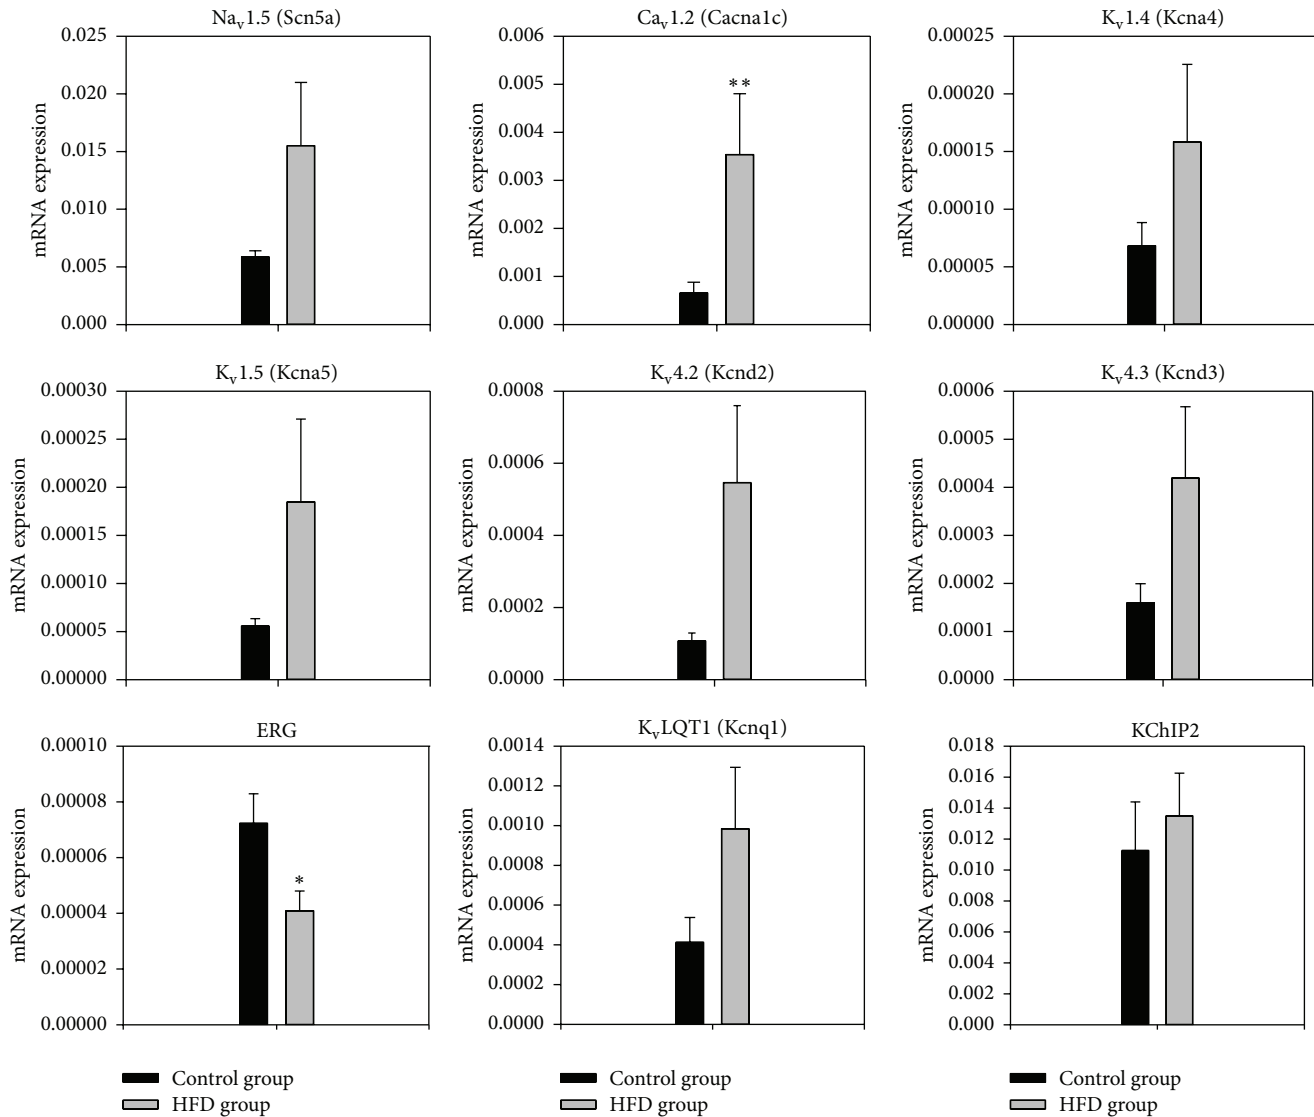 Naᵥ1.5 (Scn5a)
0.025
0.020
0.015
0.010
0.005
0.000
mRNA expression
Caᵥ1.2 (Cacna1c)
0.006
0.005
0.004
0.003
0.002
0.001
0.000
mRNA expression
**
Kᵥ1.4 (Kcna4)
0.00025
0.00020
0.00015
0.00010
0.00005
0.00000
mRNA expression
Kᵥ1.5 (Kcna5)
0.00030
0.00025
0.00020
0.00015
0.00010
0.00005
0.00000
mRNA expression
Kᵥ4.2 (Kcnd2)
0.0008
0.0006
0.0004
0.0002
0.0000
mRNA expression
Kᵥ4.3 (Kcnd3)
0.0006
0.0005
0.0004
0.0003
0.0002
0.0001
0.0000
mRNA expression
ERG
0.00010
0.00008
0.00006
0.00004
0.00002
0.00000
mRNA expression
*
KᵥLQT1 (Kcnq1)
0.0014
0.0012
0.0010
0.0008
0.0006
0.0004
0.0002
0.0000
mRNA expression
KChIP2
0.018
0.016
0.014
0.012
0.010
0.008
0.006
0.004
0.002
0.000
mRNA expression
Control group
HFD group
Control group
HFD group
Control group
HFD group